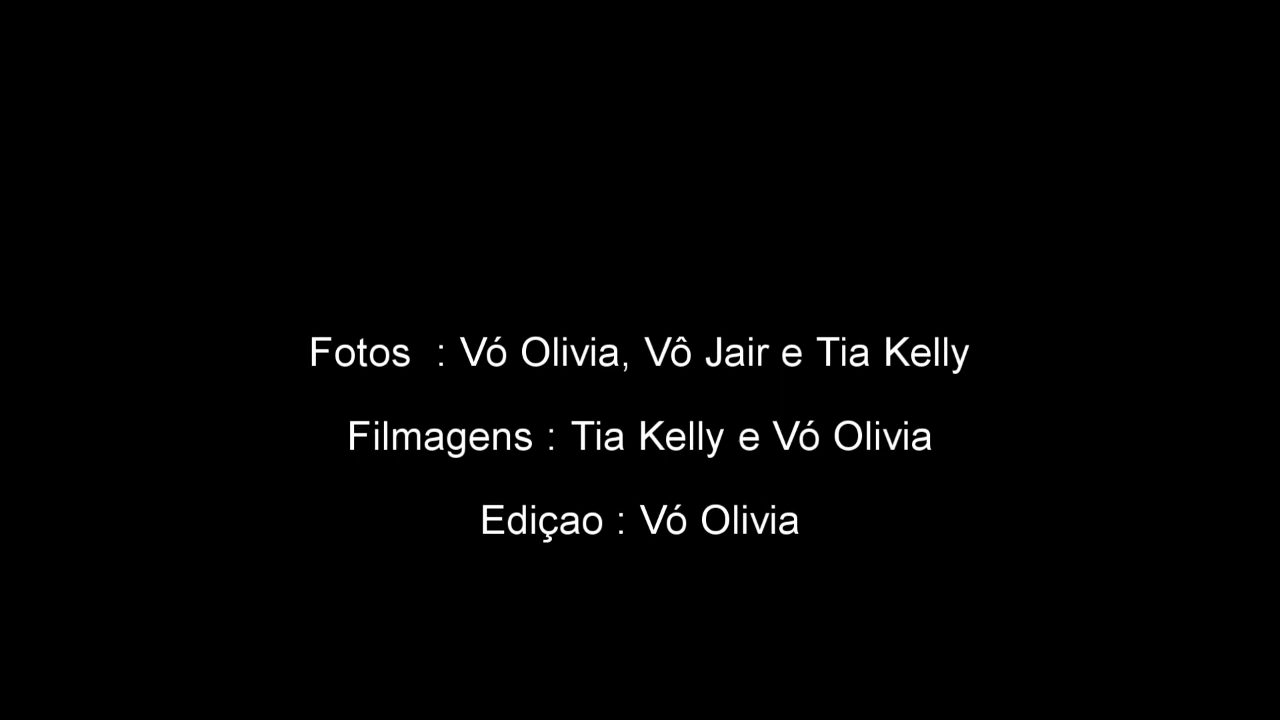 Fotos  : Vó Olivia, Vô Jair e Tia Kelly
Filmagens : Tia Kelly e Vó Olivia
Ediçao : Vó Olivia